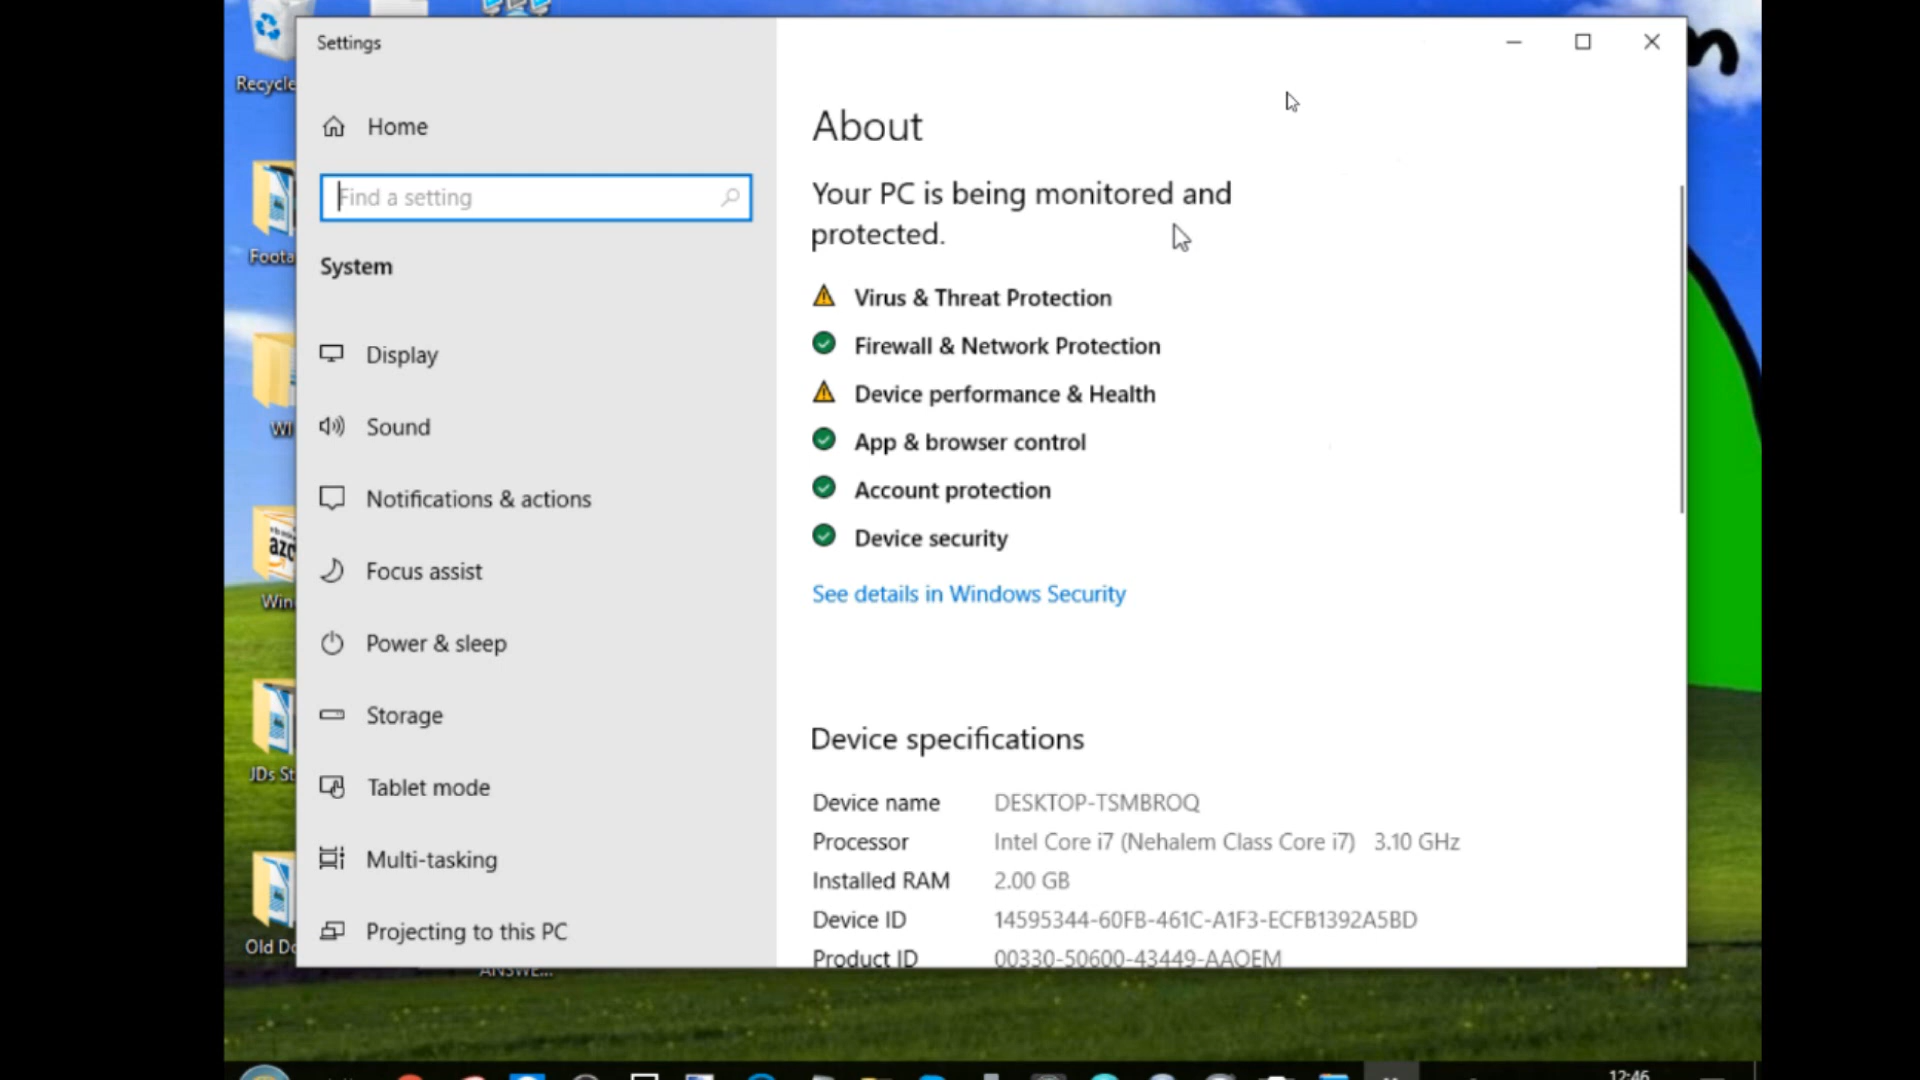 Settings
Recycle
Home
Find a setting
System
Display
Sound
Notifications & actions
Focus assist
Power & sleep
Storage
Tablet mode
Multi-tasking
Projecting to this PC
About
Your PC is being monitored and
protected.
Virus & Threat Protection
Firewall & Network Protection
Device performance & Health
App & browser control
Account protection
Device security
See details in Windows Security
Device specifications
Device name DESKTOP-TSMBROQ
Processor Intel Core i7 (Nehalem Class Core i7) 3.10 GHz
Installed RAM 2.00 GB
Device ID 14595344-60FB-461C-A1F3-ECFB1392A5BD
Product ID 00330-50600-43449-AAOEM
Foota
WI
Win
JDs St
Old Do
ANSWE...
12:46